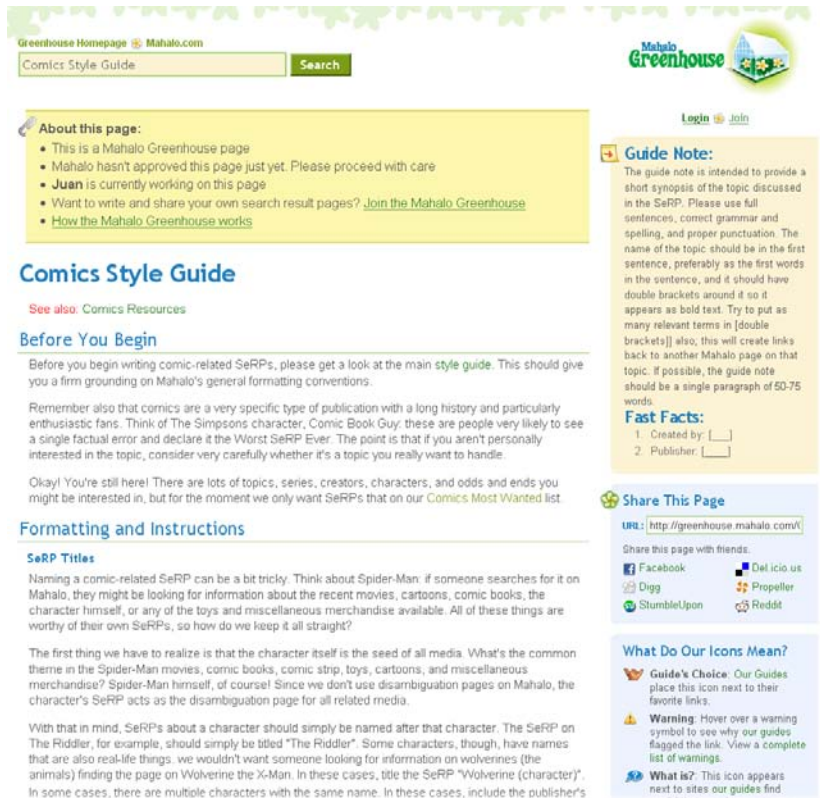 Greenhouse Homepage Mahalo.com
Comics Style Guide
Search
Mahalo
Greenhouse
Login Join
About this page:
• This is a Mahalo Greenhouse page
• Mahalo hasn't approved this page just yet. Please proceed with care
• Juan is currently working on this page
• Want to write and share your own search result pages? Join the Mahalo Greenhouse
• How the Mahalo Greenhouse works
Comics Style Guide
See also: Comics Resources
Before You Begin
Before you begin writing comic-related SeRPs, please get a look at the main style guide. This should give
you a firm grounding on Mahalo's general formatting conventions.
Remember also that comics are a very specific type of publication with a long history and particularly
enthusiastic fans. Think of The Simpsons character, Comic Book Guy: these are people very likely to see
a single factual error and declare it the Worst SeRP Ever. The point is that if you aren't personally
interested in the topic, consider very carefully whether it's a topic you really want to handle.
Okay! You're still here! There are lots of topics, series, creators, characters, and odds and ends you
might be interested in, but for the moment we only want SeRPs that on our Comics Most Wanted list.
Formatting and Instructions
SeRP Titles
Naming a comic-related SeRP can be a bit tricky. Think about Spider-Man: if someone searches for it on
Mahalo, they might be looking for information about the recent movies, cartoons, comic books, the
character himself, or any of the toys and miscellaneous merchandise available. All of these things are
worthy of their own SeRPs, so how do we keep it all straight?
The first thing we have to realize is that the character itself is the seed of all media. What's the common
theme in the Spider-Man movies, comic books, comic strip, toys, cartoons, and miscellaneous
merchandise? Spider-Man himself, of course! Since we don't use disambiguation pages on Mahalo, the
character's SeRP acts as the disambiguation page for all related media.
With that in mind, SeRPs about a character should simply be named after that character. The SeRP on
The Riddler, for example, should simply be titled "The Riddler". Some characters, though, have names
that are also real-life things. we wouldn't want someone looking for information on wolverines (the
animals) finding the page on Wolverine the X-Man. In these cases, title the SeRP "Wolverine (character)".
In some cases, there are multiple characters with the same name. In these cases, include the publisher's
Guide Note:
The guide note is intended to provide a
short synopsis of the topic discussed
in the SeRP. Please use full
sentences, correct grammar and
spelling, and proper punctuation. The
name of the topic should be in the first
sentence, preferably as the first words
in the sentence, and it should have
double brackets around it so it
appears as bold text. Try to put as
many relevant terms in [double
brackets]] also; this will create links
back to another Mahalo page on that
topic. If possible, the guide note
should be a single paragraph of 50-75
words.
Fast Facts:
1. Created by: [___]
2. Publisher: [____]
Share This Page
URL: http://greenhouse.mahalo.com/
Share this page with friends.
Facebook Del.icio.us
Digg Propeller
StumbleUpon Reddit
What Do Our Icons Mean?
Guide's Choice: Our Guides
place this icon next to their
favorite links.
Warning: Hover over a warning
symbol to see why our guides
flagged the link. View a complete
list of warnings.
What is?: This icon appears
next to sites our guides find